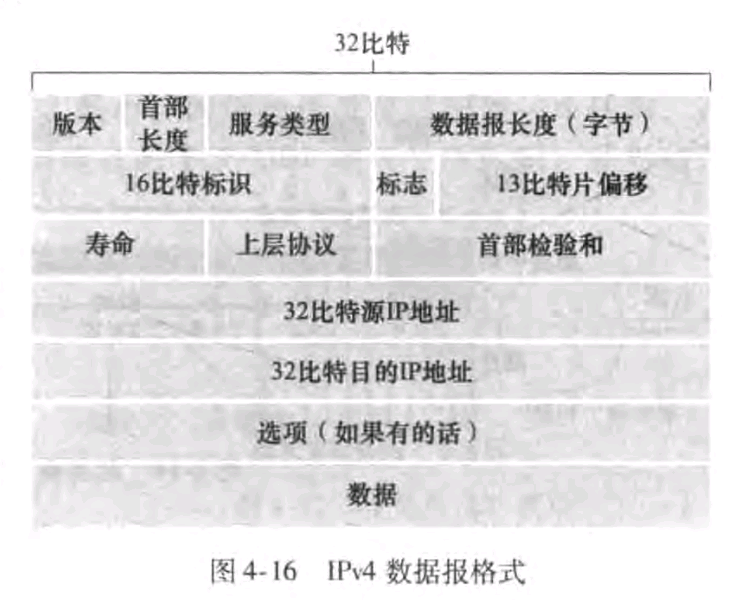 32比特
版本 首部长度 服务类型 数据报长度（字节）
16比特标识 标志 13比特片偏移
寿命 上层协议 首部检验和
32比特源IP地址
32比特目的IP地址
选项（如果有的话）
数据
图 4-16 IPv4 数据报格式